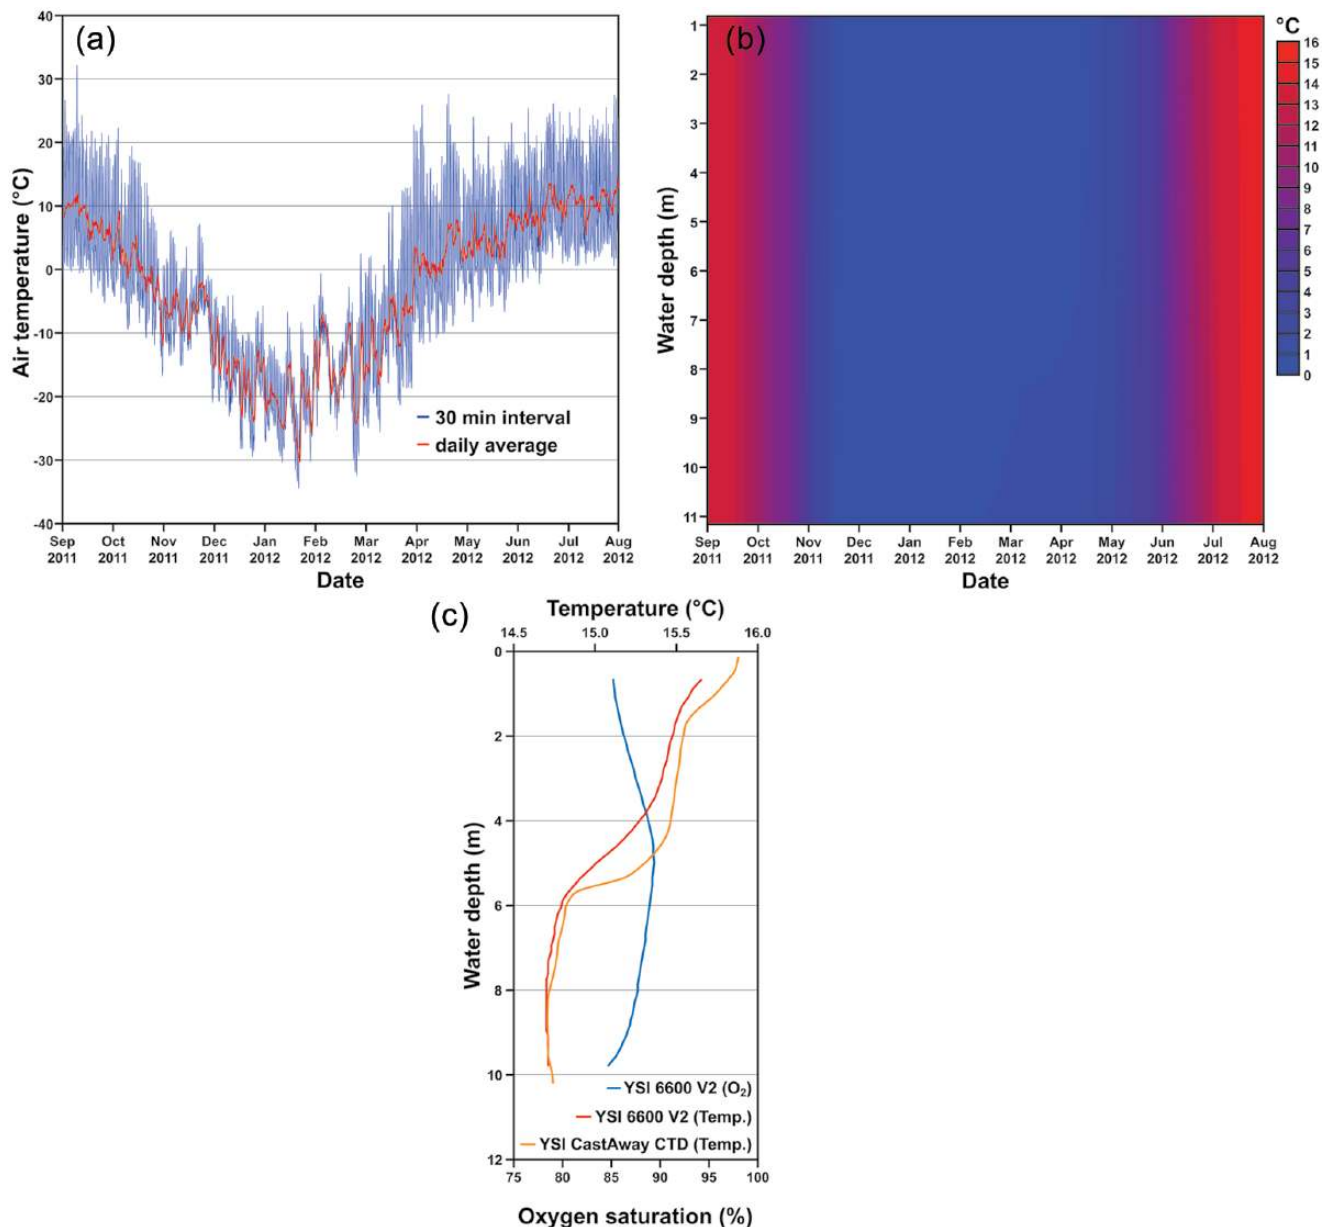 (a)
40
30
20
10
0
-10
-20
-30
-40
Air temperature (°C)
30 min interval
daily average
Sep Oct Nov Dec Jan Feb Mar Apr May Jun Jul Aug
2011 2011 2011 2011 2012 2012 2012 2012 2012 2012 2012 2012
Date
(b)
°C
16
15
14
13
12
11
10
9
8
7
6
5
4
3
2
1
0
1
2
3
4
5
6
7
8
9
10
11
Water depth (m)
Sep Oct Nov Dec Jan Feb Mar Apr May Jun Jul Aug
2011 2011 2011 2011 2012 2012 2012 2012 2012 2012 2012 2012
Date
(c)
Temperature (°C)
14.5 15.0 15.5 16.0
0
2
4
6
8
10
12
Water depth (m)
YSI 6600 V2 (O₂)
YSI 6600 V2 (Temp.)
YSI CastAway CTD (Temp.)
75 80 85 90 95 100
Oxygen saturation (%)